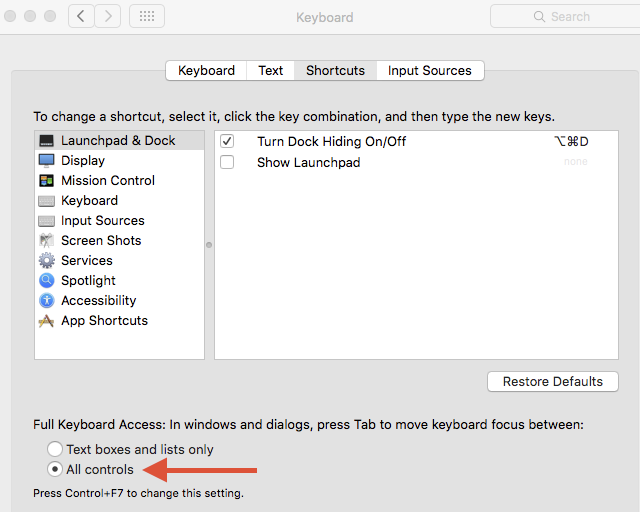 Keyboard
Search
Keyboard Text Shortcuts Input Sources
To change a shortcut, select it, click the key combination, and then type the new keys.
Launchpad & Dock
Display
Mission Control
Keyboard
Input Sources
Screen Shots
Services
Spotlight
Accessibility
App Shortcuts
Turn Dock Hiding On/Off ⌥⌘D
Show Launchpad none
Restore Defaults
Full Keyboard Access: In windows and dialogs, press Tab to move keyboard focus between:
Text boxes and lists only
All controls
Press Control+F7 to change this setting.